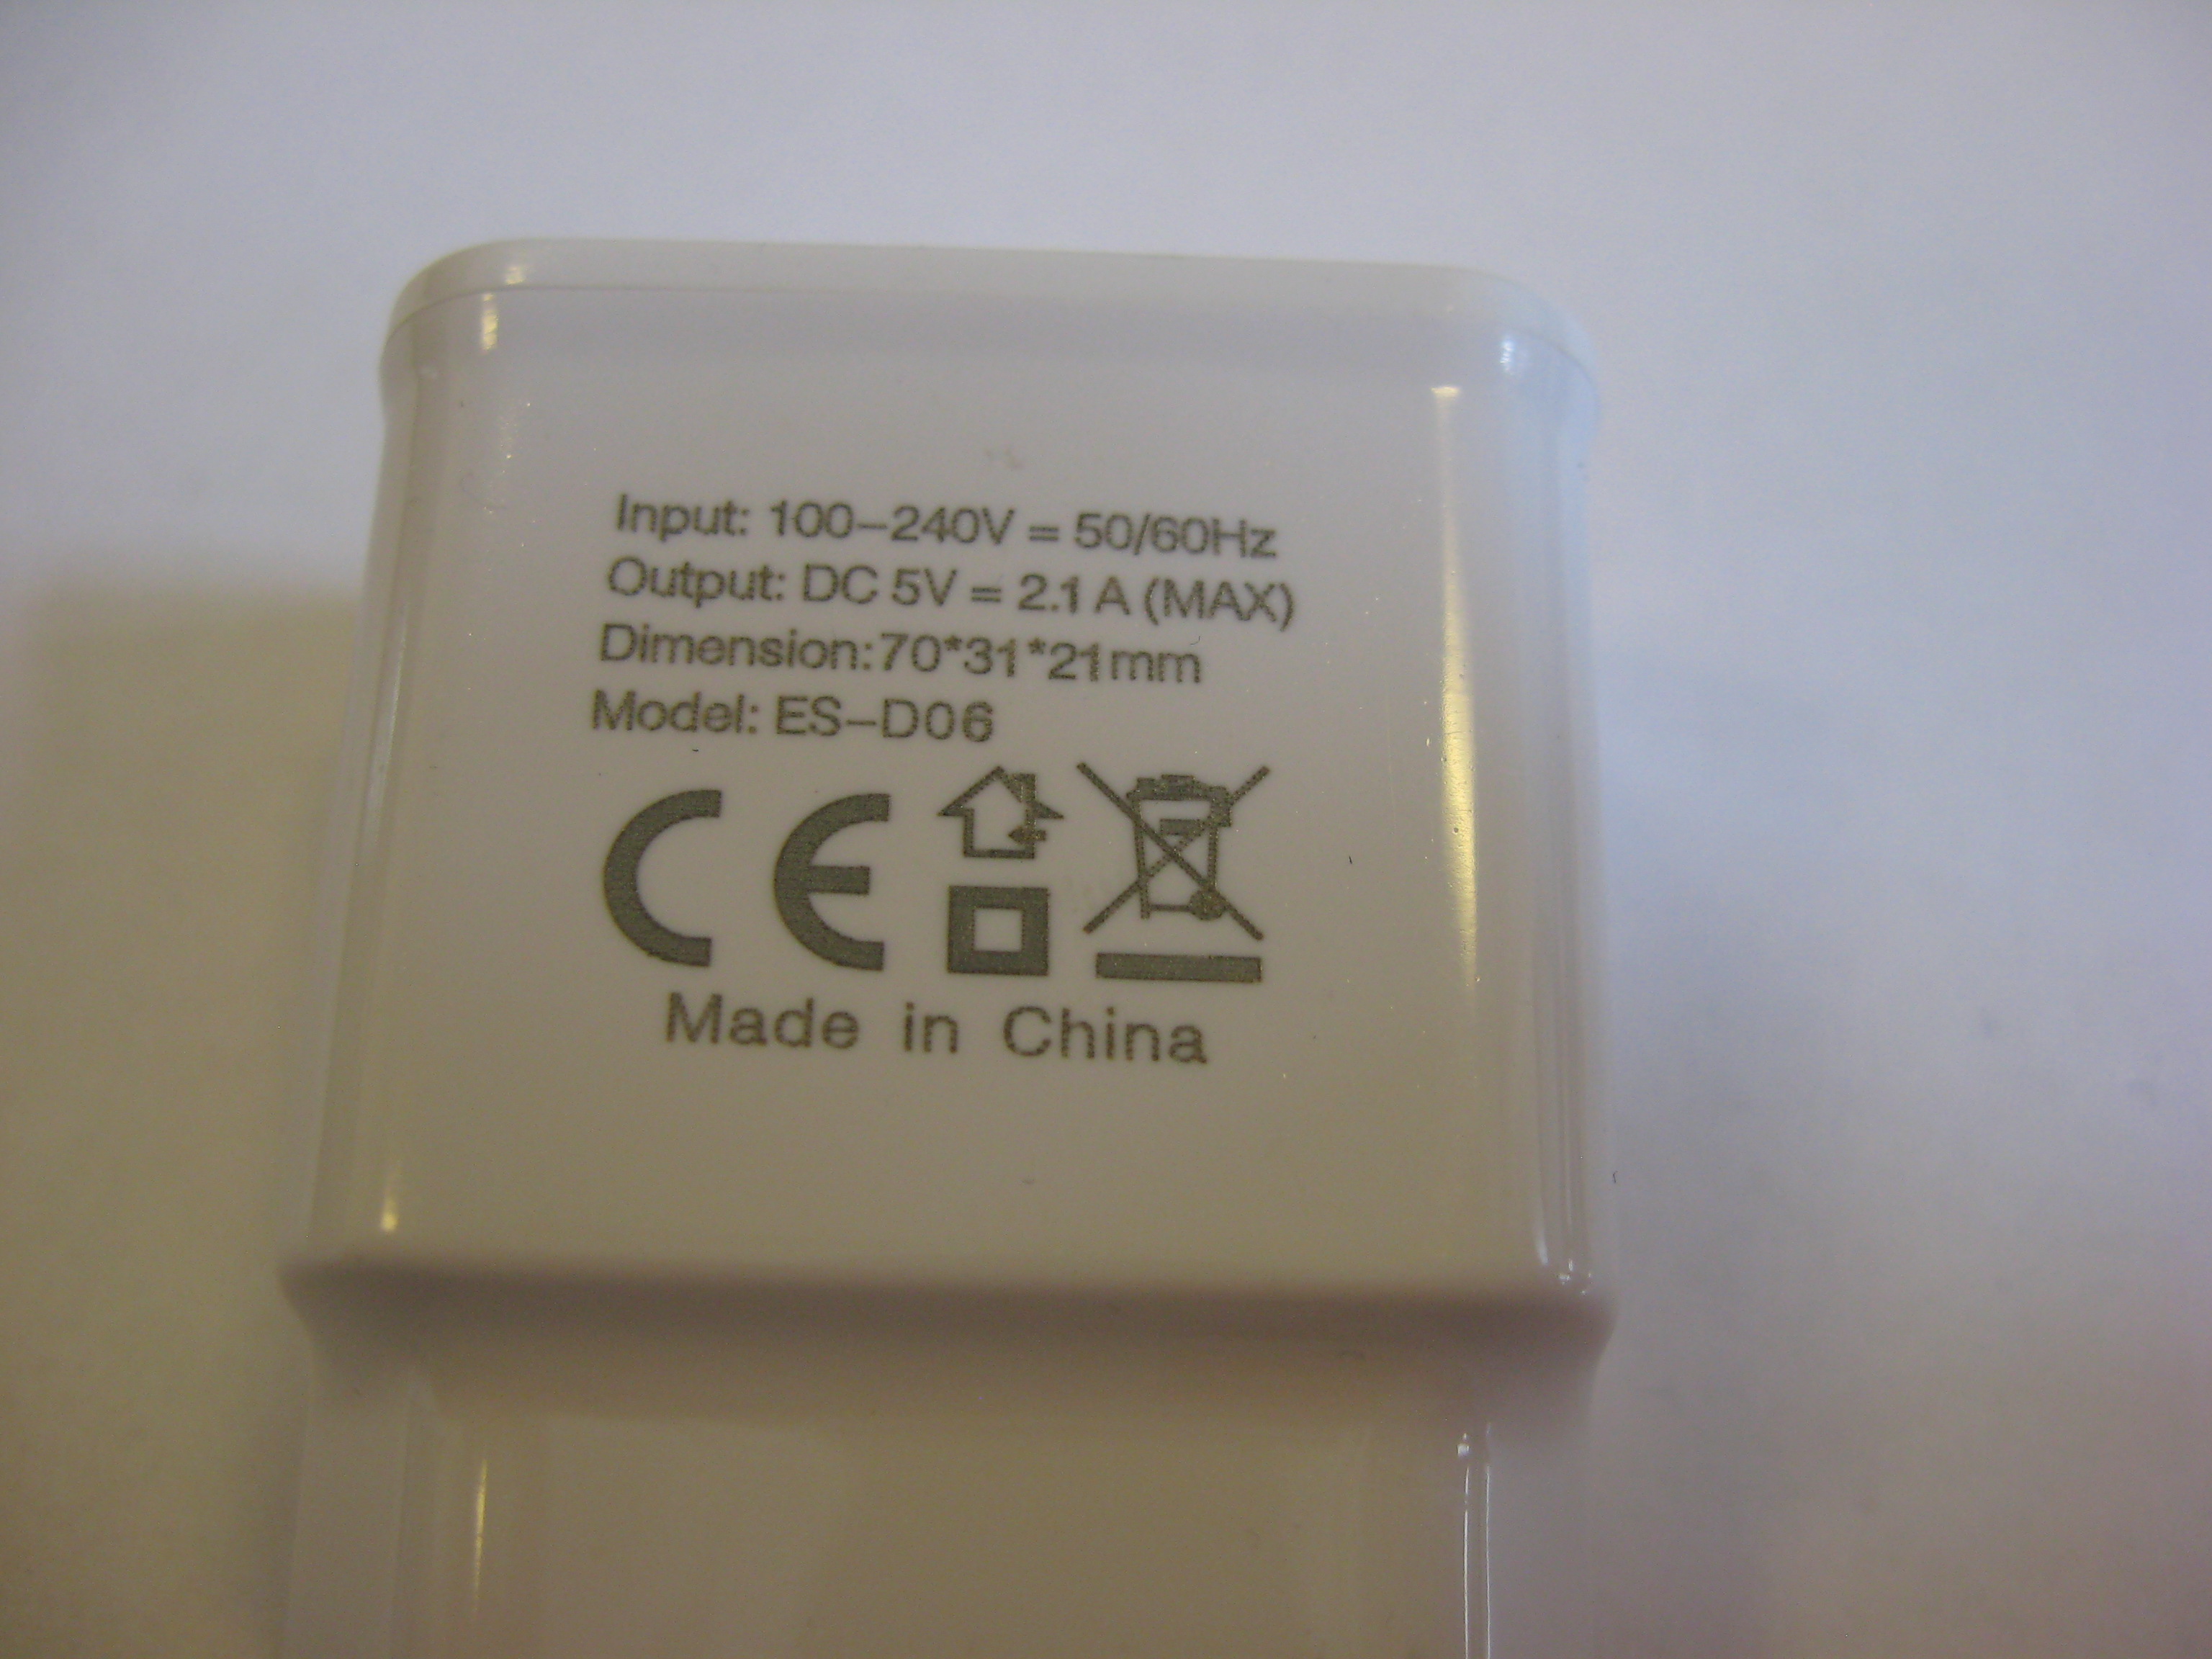 Input: 100–240V = 50/60Hz
Output: DC 5V = 2.1 A (MAX)
Dimension:70*31*21mm
Model: ES–D06
CE
Made in China